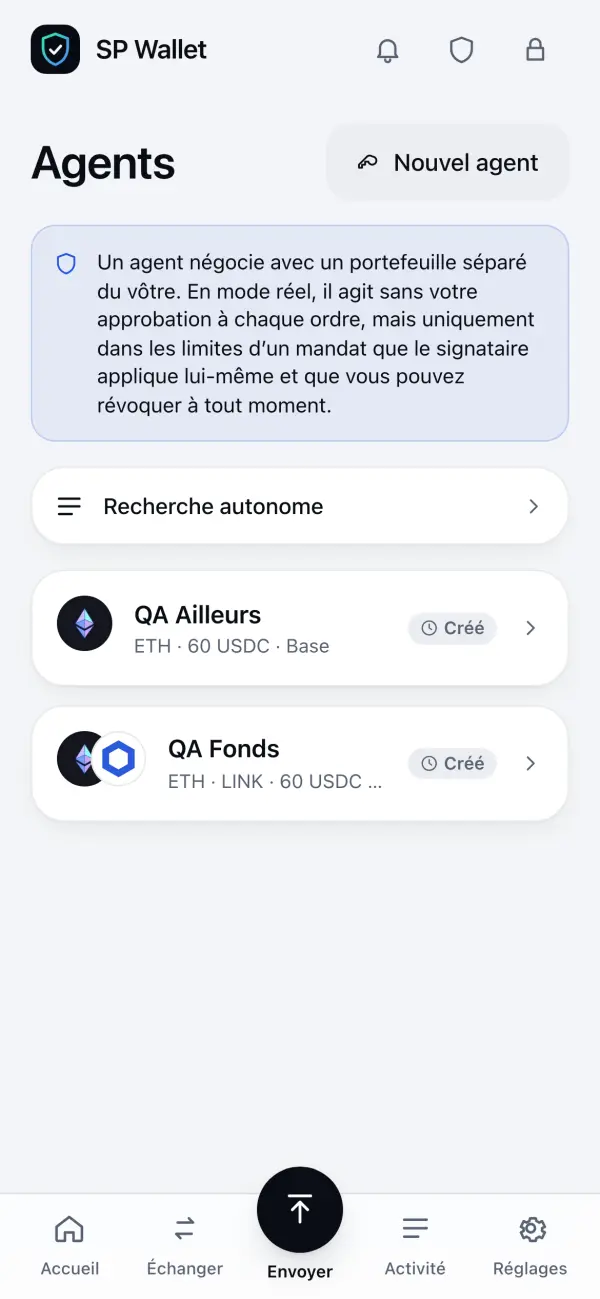 SP Wallet
Agents
Nouvel agent
Un agent négocie avec un portefeuille séparé
du vôtre. En mode réel, il agit sans votre
approbation à chaque ordre, mais uniquement
dans les limites d’un mandat que le signataire
applique lui-même et que vous pouvez
révoquer à tout moment.
Recherche autonome
QA Ailleurs
ETH · 60 USDC · Base
Créé
QA Fonds
ETH · LINK · 60 USDC ...
Créé
Accueil
Échanger
Envoyer
Activité
Réglages